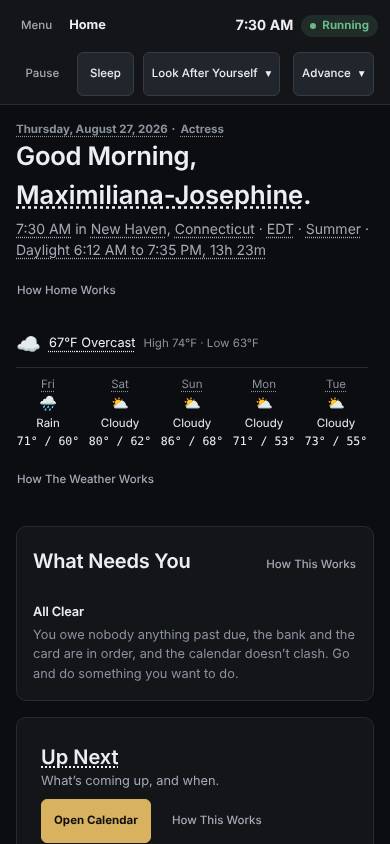 Menu Home 7:30 AM Running
Pause Sleep Look After Yourself ▾ Advance ▾
Thursday, August 27, 2026 · Actress
Good Morning,
Maximiliana-Josephine.
7:30 AM in New Haven, Connecticut · EDT · Summer ·
Daylight 6:12 AM to 7:35 PM, 13h 23m
How Home Works
67°F Overcast High 74°F · Low 63°F
Fri Sat Sun Mon Tue
Rain Cloudy Cloudy Cloudy Cloudy
71° / 60° 80° / 62° 86° / 68° 71° / 53° 73° / 55°
How The Weather Works
What Needs You How This Works
All Clear
You owe nobody anything past due, the bank and the
card are in order, and the calendar doesn't clash. Go
and do something you want to do.
Up Next
What's coming up, and when.
Open Calendar How This Works